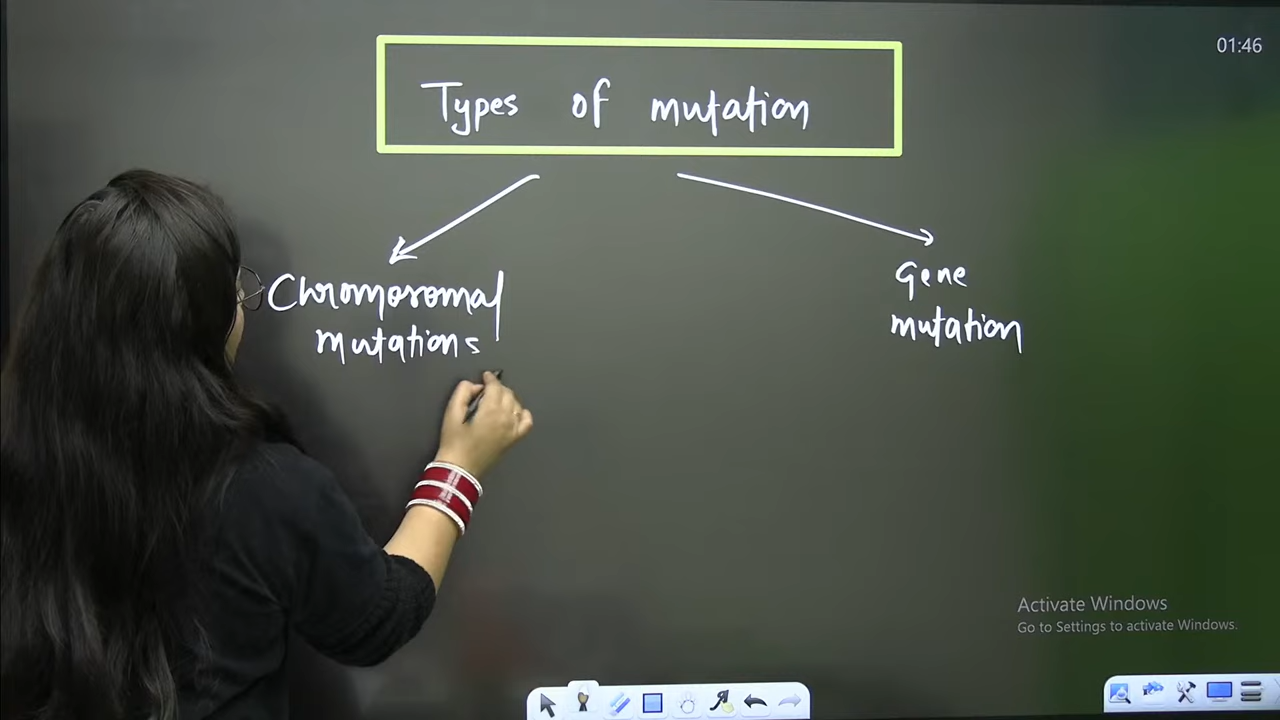 01:46
Types of mutation
Chromosomal
mutations
Gene
mutation
Activate Windows
Go to Settings to activate Windows.